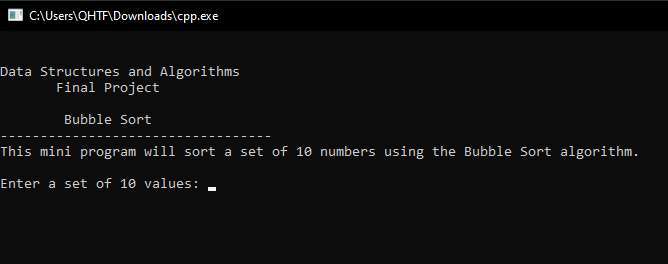 C:\Users\QHTF\Downloads\cpp.exe
Data Structures and Algorithms
Final Project
Bubble Sort
----------------------------------
This mini program will sort a set of 10 numbers using the Bubble Sort algorithm.
Enter a set of 10 values: